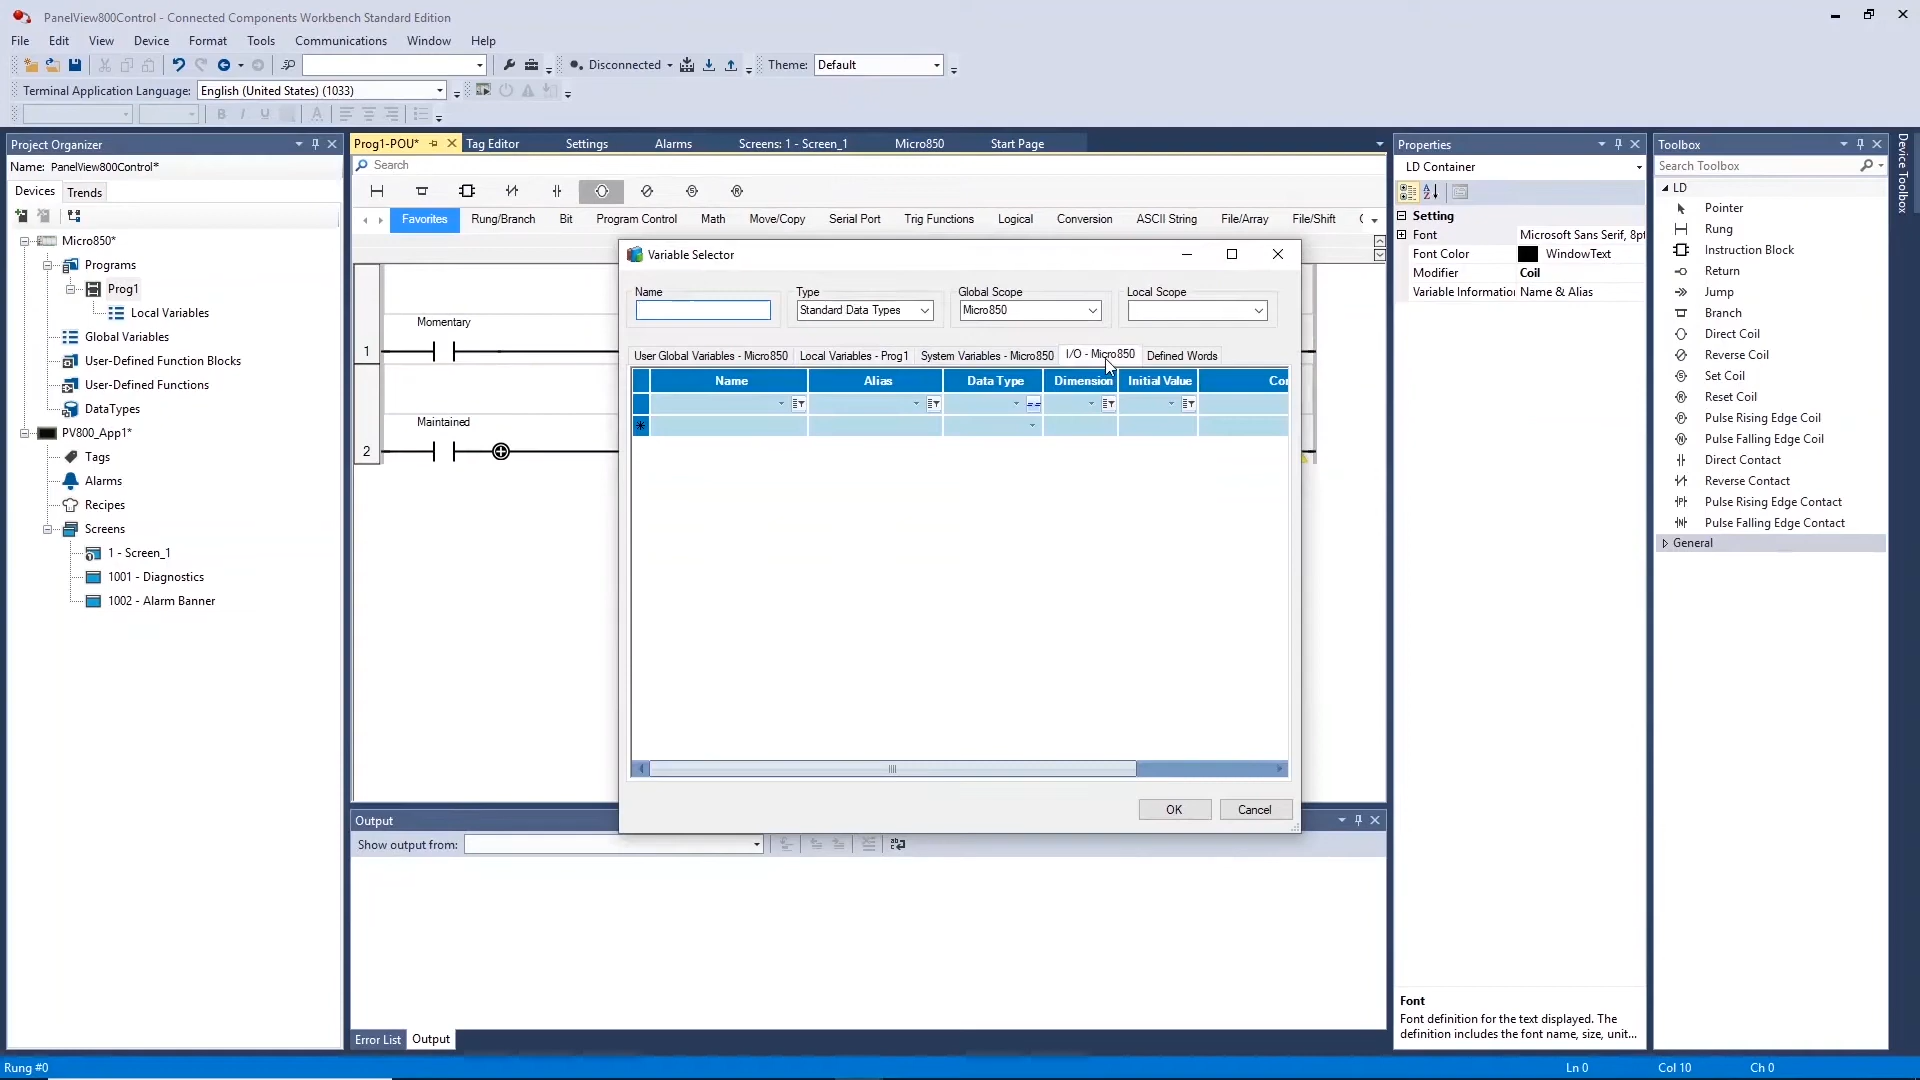 PanelView800Control - Connected Components Workbench Standard Edition
File Edit View Device Format Tools Communications Window Help
Disconnected Theme: Default
Terminal Application Language: English (United States) (1033)
Project Organizer
Name: PanelView800Control*
Devices Trends
Micro850*
Programs
Prog1
Local Variables
Global Variables
User-Defined Function Blocks
User-Defined Functions
DataTypes
PV800_App1*
Tags
Alarms
Recipes
Screens
1 - Screen_1
1001 - Diagnostics
1002 - Alarm Banner
Prog1-POU* Tag Editor Settings Alarms Screens: 1 - Screen_1 Micro850 Start Page
Search
Favorites Rung/Branch Bit Program Control Math Move/Copy Serial Port Trig Functions Logical Conversion ASCII String File/Array File/Shift
Momentary
1
Maintained
2
Variable Selector
Name Type Global Scope Local Scope
Standard Data Types Micro850
User Global Variables - Micro850 Local Variables - Prog1 System Variables - Micro850 I/O - Micro850 Defined Words
Name Alias Data Type Dimension Initial Value
OK Cancel
Output
Show output from:
Error List Output
Properties
LD Container
Setting
Font Microsoft Sans Serif, 8pt
Font Color WindowText
Modifier Coil
Variable Information Name & Alias
Font
Font definition for the text displayed. The
definition includes the font name, size, unit...
Toolbox
Search Toolbox
LD
Pointer
Rung
Instruction Block
Return
Jump
Branch
Direct Coil
Reverse Coil
Set Coil
Reset Coil
Pulse Rising Edge Coil
Pulse Falling Edge Coil
Direct Contact
Reverse Contact
Pulse Rising Edge Contact
Pulse Falling Edge Contact
General
Device Toolbox
Rung #0 Ln 0 Col 10 Ch 0